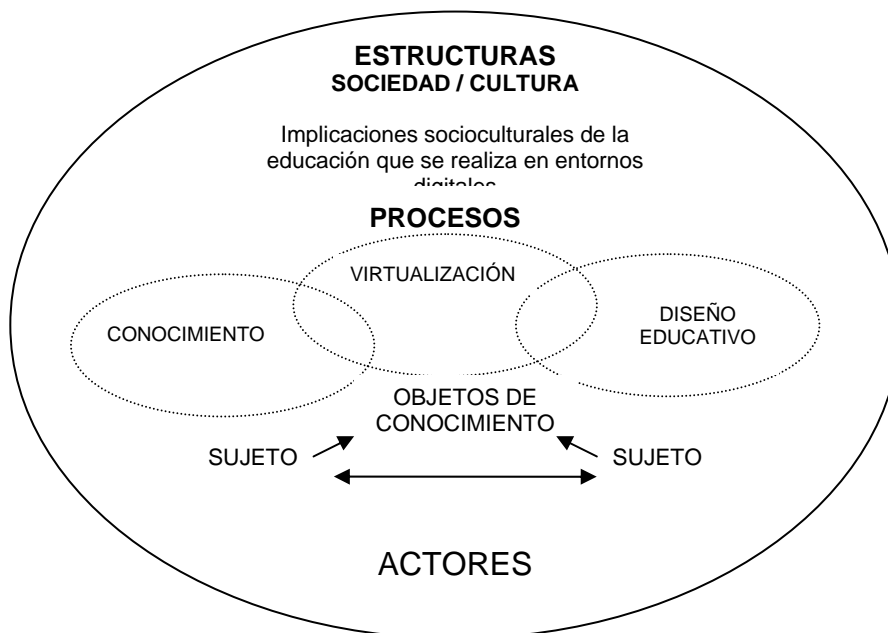 ESTRUCTURAS
SOCIEDAD / CULTURA
Implicaciones socioculturales de la
educación que se realiza en entornos
digitales
PROCESOS
VIRTUALIZACIÓN
CONOCIMIENTO
DISEÑO
EDUCATIVO
OBJETOS DE
CONOCIMIENTO
SUJETO
SUJETO
ACTORES